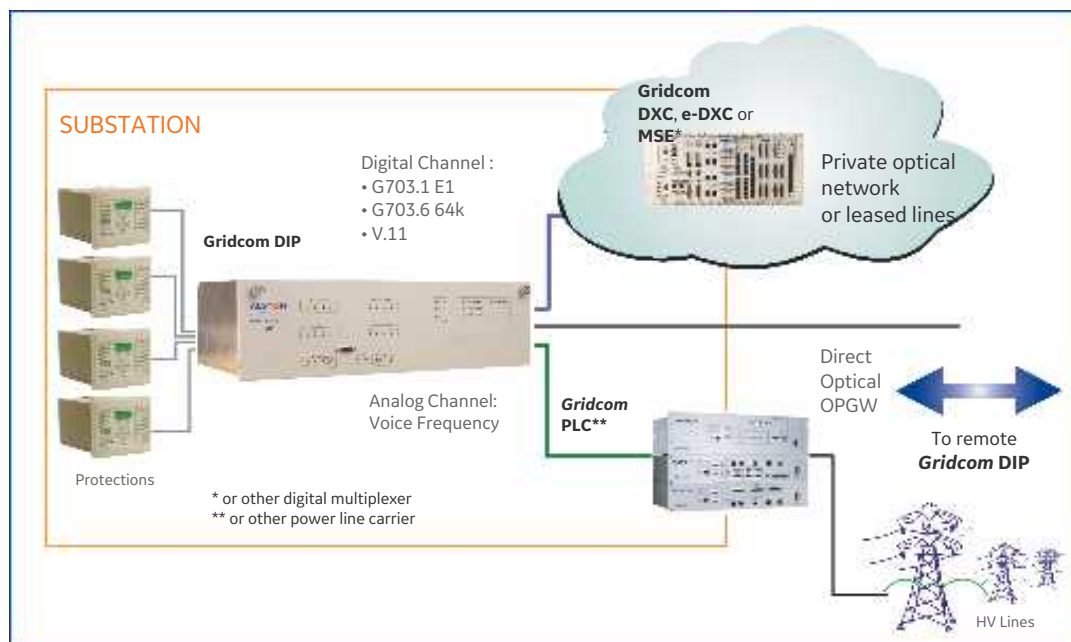 SUBSTATION
Gridcom
DXC, e-DXC or
MSE*
Private optical
network
or leased lines
Digital Channel :
• G703.1 E1
• G703.6 64k
• V.11
Gridcom DIP
Analog Channel:
Voice Frequency
Gridcom
PLC**
Direct
Optical
OPGW
To remote
Gridcom DIP
Protections
* or other digital multiplexer
** or other power line carrier
HV Lines